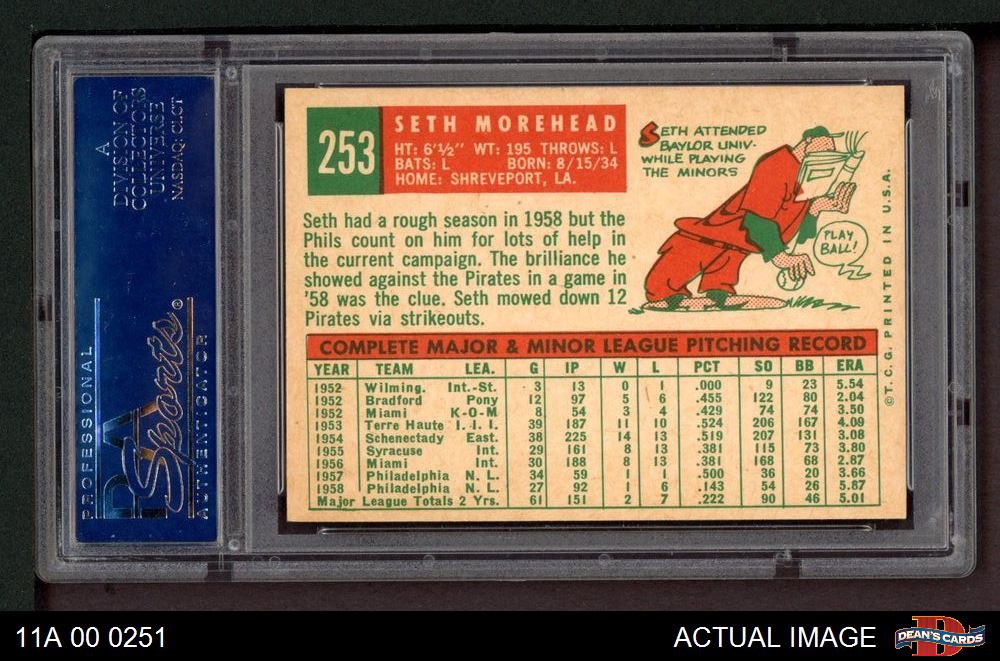 A
DIVISION OF
COLLECTORS
UNIVERSE
NASDAQ: CLCT
PROFESSIONAL
PSA
Sports®
AUTHENTICATOR
253
SETH MOREHEAD
HT: 6'½" WT: 195 THROWS: L
BATS: L BORN: 8/15/34
HOME: SHREVEPORT, LA.
SETH ATTENDED
BAYLOR UNIV.
WHILE PLAYING
THE MINORS
PLAY
BALL!
Seth had a rough season in 1958 but the
Phils count on him for lots of help in
the current campaign. The brilliance he
showed against the Pirates in a game in
'58 was the clue. Seth mowed down 12
Pirates via strikeouts.
COMPLETE MAJOR & MINOR LEAGUE PITCHING RECORD
YEAR TEAM LEA. G IP W L PCT SO BB ERA
1952 Wilming. Int.-St. 3 13 0 1 .000 9 23 5.54
1952 Bradford Pony 12 97 5 6 .455 122 80 2.04
1952 Miami K-O-M 8 54 3 4 .429 74 74 3.50
1953 Terre Haute I. I. I. 39 187 11 10 .524 206 167 4.09
1954 Schenectady East. 38 225 14 13 .519 207 131 3.08
1955 Syracuse Int. 29 161 8 13 .381 115 73 3.80
1956 Miami Int. 30 188 8 13 .381 168 68 2.87
1957 Philadelphia N. L. 34 59 1 1 .500 36 20 3.66
1958 Philadelphia N. L. 27 92 1 6 .143 54 26 5.87
Major League Totals 2 Yrs. 61 151 2 7 .222 90 46 5.01
©T.C.G. PRINTED IN U.S.A.
11A 00 0251
ACTUAL IMAGE
DEAN'S CARDS